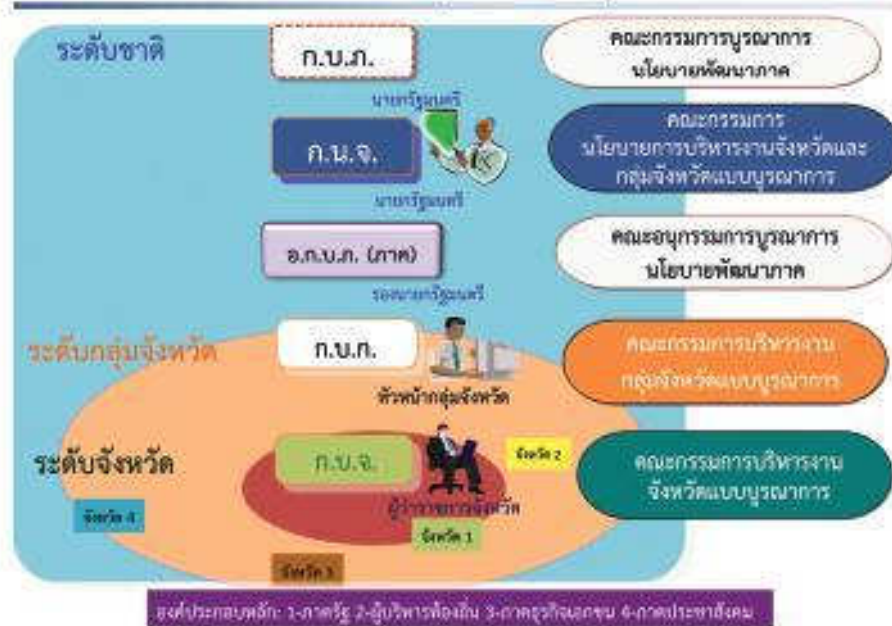 ระดับชาติ
ก.บ.ภ.
คณะกรรมการบูรณาการ
นโยบายพัฒนาภาค
นายกรัฐมนตรี
ก.น.จ.
คณะกรรมการ
นโยบายการบริหารงานจังหวัดและ
กลุ่มจังหวัดแบบบูรณาการ
นายกรัฐมนตรี
อ.ก.บ.ภ. (ภาค)
คณะอนุกรรมการบูรณาการ
นโยบายพัฒนาภาค
รองนายกรัฐมนตรี
ระดับกลุ่มจังหวัด
ก.บ.ก.
คณะกรรมการบริหารงาน
กลุ่มจังหวัดแบบบูรณาการ
หัวหน้ากลุ่มจังหวัด
ระดับจังหวัด
ก.บ.จ.
จังหวัด 2
คณะกรรมการบริหารงาน
จังหวัดแบบบูรณาการ
ผู้ว่าราชการจังหวัด
จังหวัด 4
จังหวัด 1
จังหวัด 3
องค์ประกอบหลัก: 1-ภาครัฐ 2-ผู้บริหารท้องถิ่น 3-ภาคธุรกิจเอกชน 4-ภาคประชาสังคม